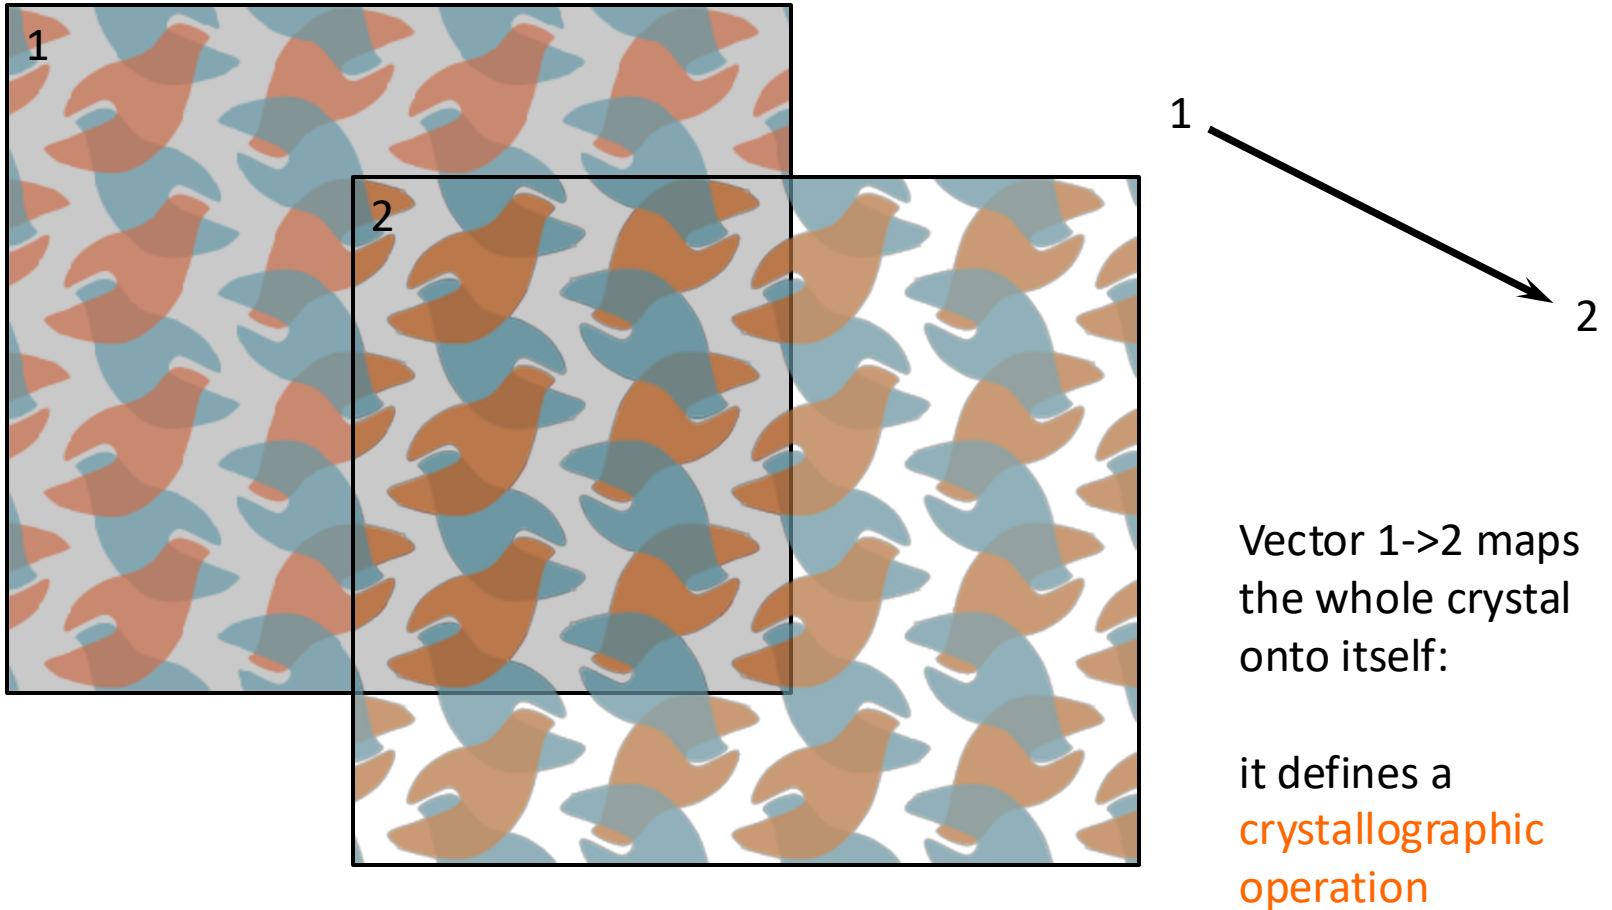 1
2
1
2
Vector 1->2 maps
the whole crystal
onto itself:
it defines a
crystallographic
operation